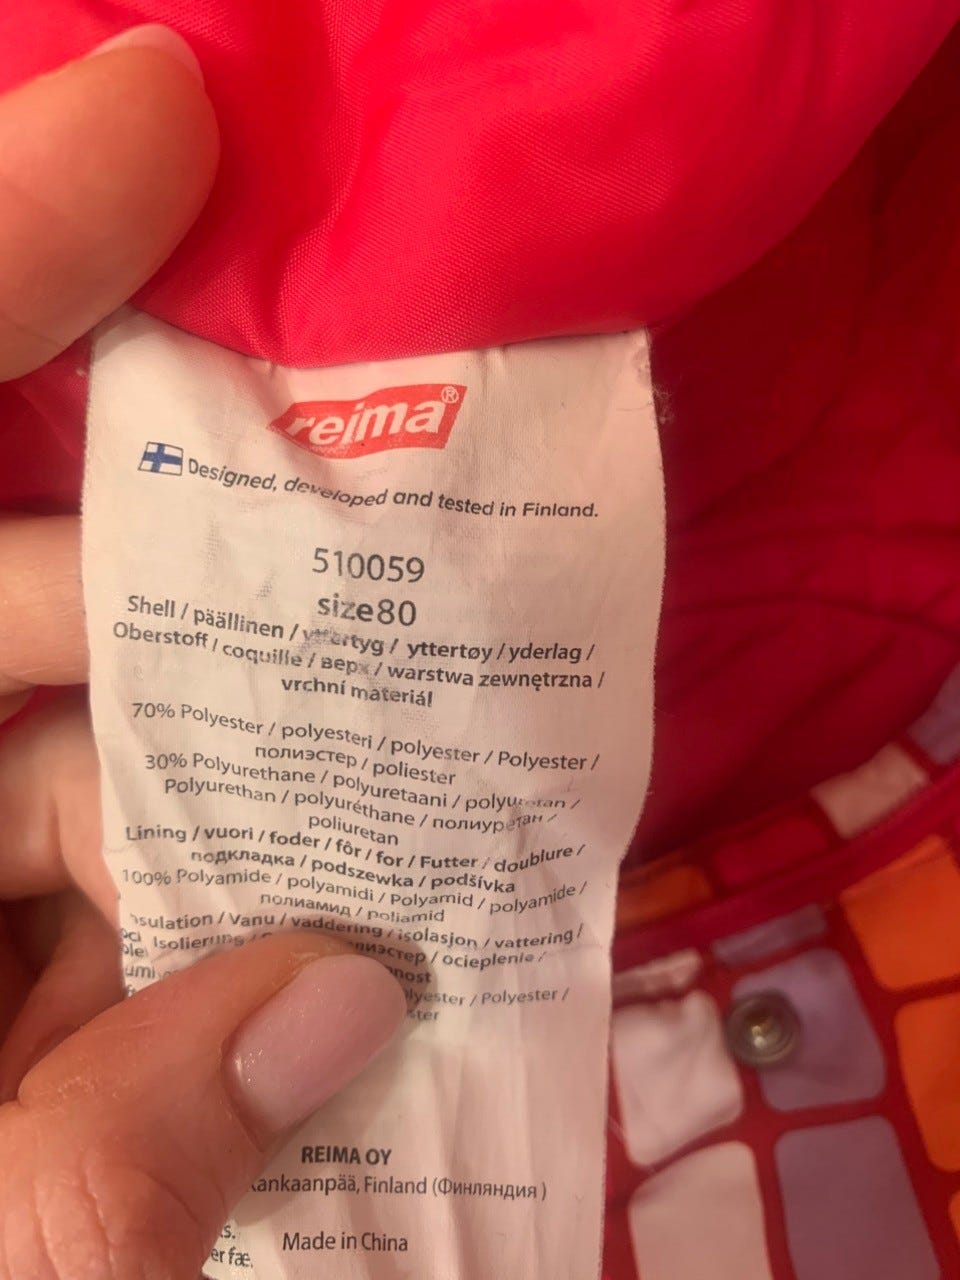 reima®
Designed, developed and tested in Finland.
510059
size80
Shell / päällinen / yttertyg / yttertøy / yderlag /
Oberstoff / coquille / верх / warstwa zewnętrzna /
vrchní materiál
70% Polyester / polyesteri / polyester / Polyester /
полиэстер / poliester
30% Polyurethane / polyuretaani / polyuretan /
Polyurethan / polyuréthane / полиуретан /
poliuretan
Lining / vuori / foder / fôr / for / Futter / doublure /
подкладка / podszewka / podšívka
100% Polyamide / polyamidi / Polyamid / polyamide /
полиамид / poliamid
/ Vanu / vaddering / isolasjon / vattering /
Isolierung / / ocieplenie /
/ Polyester /
REIMA OY
Finland (Финляндия )
Made in China